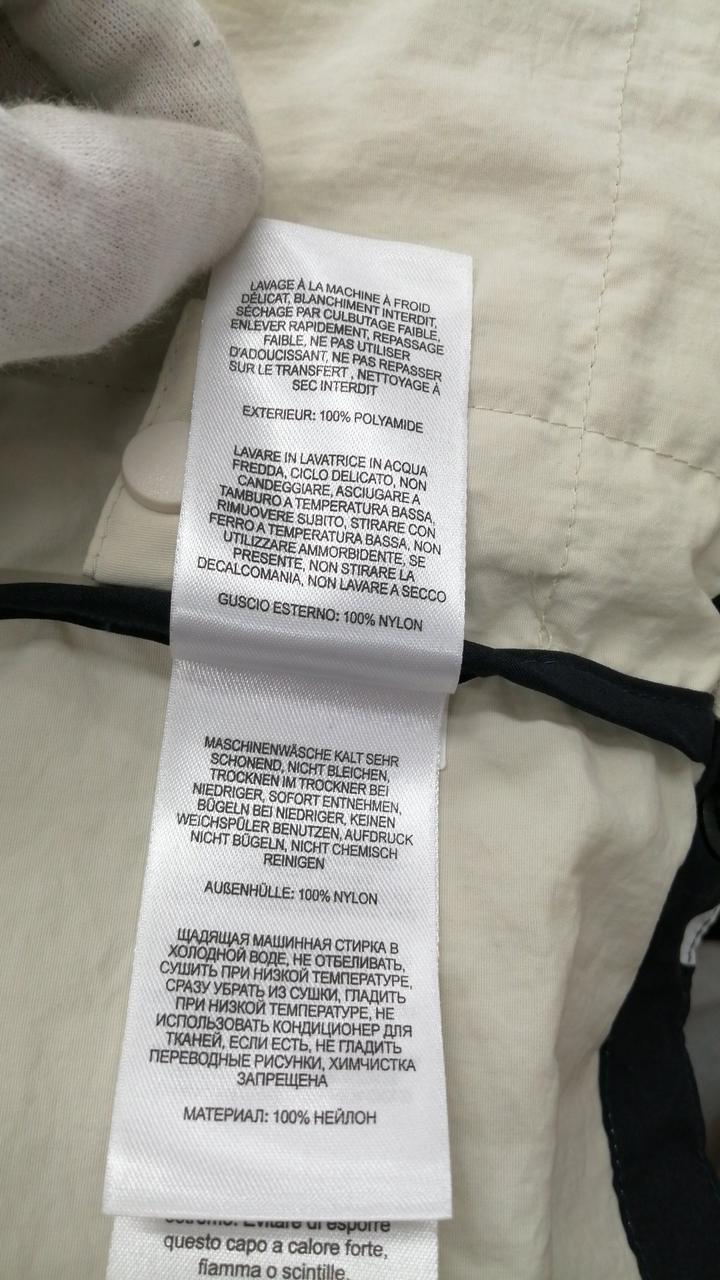 LAVAGE À LA MACHINE À FROID
DÉLICAT, BLANCHIMENT INTERDIT,
SÉCHAGE PAR CULBUTAGE FAIBLE,
ENLEVER RAPIDEMENT, REPASSAGE
FAIBLE, NE PAS UTILISER
D'ADOUCISSANT, NE PAS REPASSER
SUR LE TRANSFERT , NETTOYAGE À
SEC INTERDIT
EXTERIEUR: 100% POLYAMIDE
LAVARE IN LAVATRICE IN ACQUA
FREDDA, CICLO DELICATO, NON
CANDEGGIARE, ASCIUGARE A
TAMBURO A TEMPERATURA BASSA,
RIMUOVERE SUBITO, STIRARE CON
FERRO A TEMPERATURA BASSA, NON
UTILIZZARE AMMORBIDENTE, SE
PRESENTE, NON STIRARE LA
DECALCOMANIA, NON LAVARE A SECCO
GUSCIO ESTERNO: 100% NYLON
MASCHINENWÄSCHE KALT SEHR
SCHONEND, NICHT BLEICHEN,
TROCKNEN IM TROCKNER BEI
NIEDRIGER, SOFORT ENTNEHMEN,
BÜGELN BEI NIEDRIGER, KEINEN
WEICHSPÜLER BENUTZEN, AUFDRUCK
NICHT BÜGELN, NICHT CHEMISCH
REINIGEN
AUßENHÜLLE: 100% NYLON
ЩАДЯЩАЯ МАШИННАЯ СТИРКА В
ХОЛОДНОЙ ВОДЕ, НЕ ОТБЕЛИВАТЬ,
СУШИТЬ ПРИ НИЗКОЙ ТЕМПЕРАТУРЕ,
СРАЗУ УБРАТЬ ИЗ СУШКИ, ГЛАДИТЬ
ПРИ НИЗКОЙ ТЕМПЕРАТУРЕ, НЕ
ИСПОЛЬЗОВАТЬ КОНДИЦИОНЕР ДЛЯ
ТКАНЕЙ, ЕСЛИ ЕСТЬ, НЕ ГЛАДИТЬ
ПЕРЕВОДНЫЕ РИСУНКИ, ХИМЧИСТКА
ЗАПРЕЩЕНА
МАТЕРИАЛ: 100% НЕЙЛОН
estremo. Evitare di esporre
questo capo a calore forte,
fiamma o scintille.